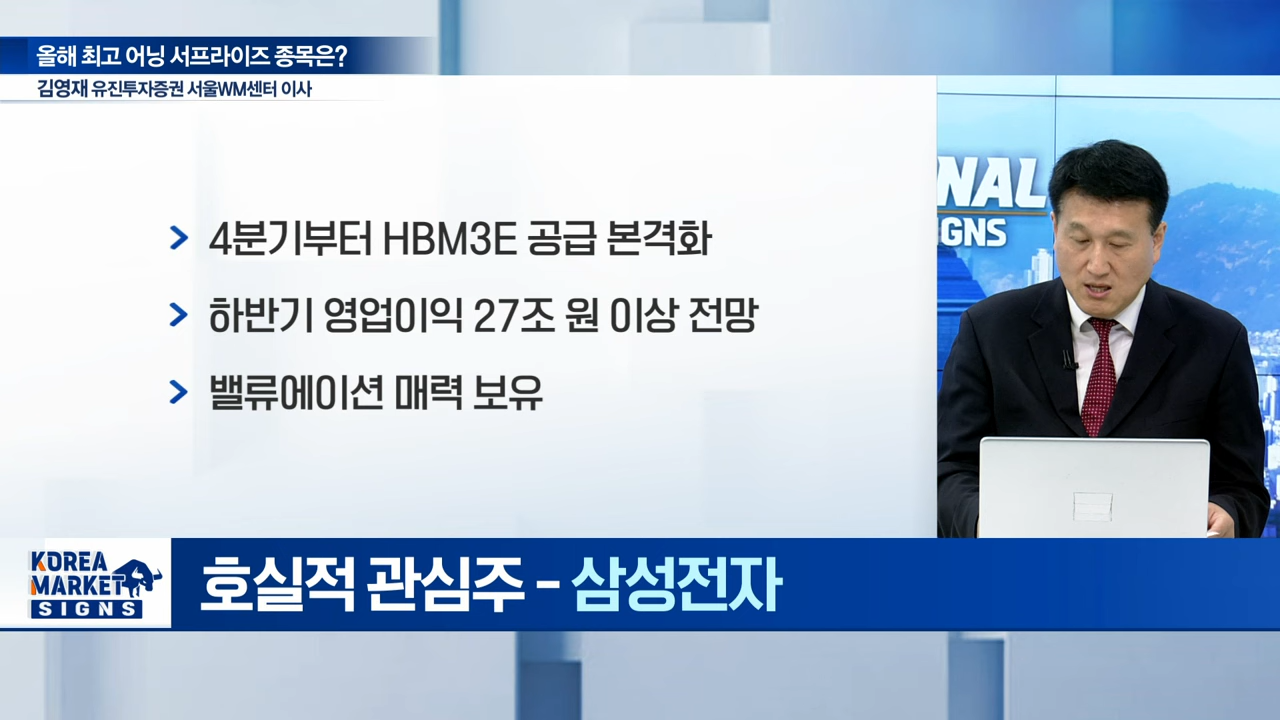 올해 최고 어닝 서프라이즈 종목은?
김영재 유진투자증권 서울WM센터 이사
NAL
IGNS
4분기부터 HBM3E 공급 본격화
하반기 영업이익 27조 원 이상 전망
밸류에이션 매력 보유
KOREA
MARKET
SIGNS
호실적 관심주 - 삼성전자